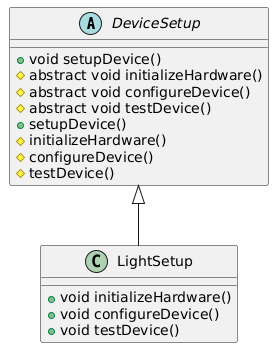 A DeviceSetup
void setupDevice()
abstract void initializeHardware()
abstract void configureDevice()
abstract void testDevice()
setupDevice()
initializeHardware()
configureDevice()
testDevice()
C LightSetup
void initializeHardware()
void configureDevice()
void testDevice()